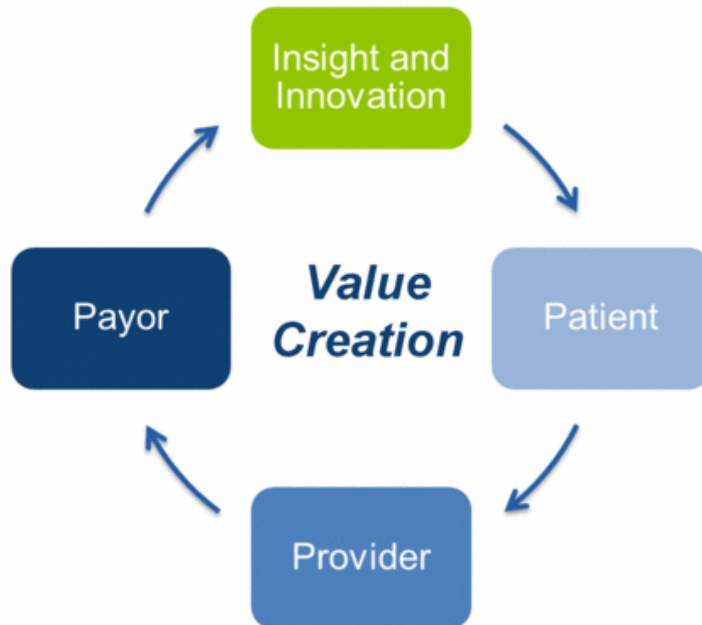 Insight and
Innovation
Payor
Value
Creation
Patient
Provider